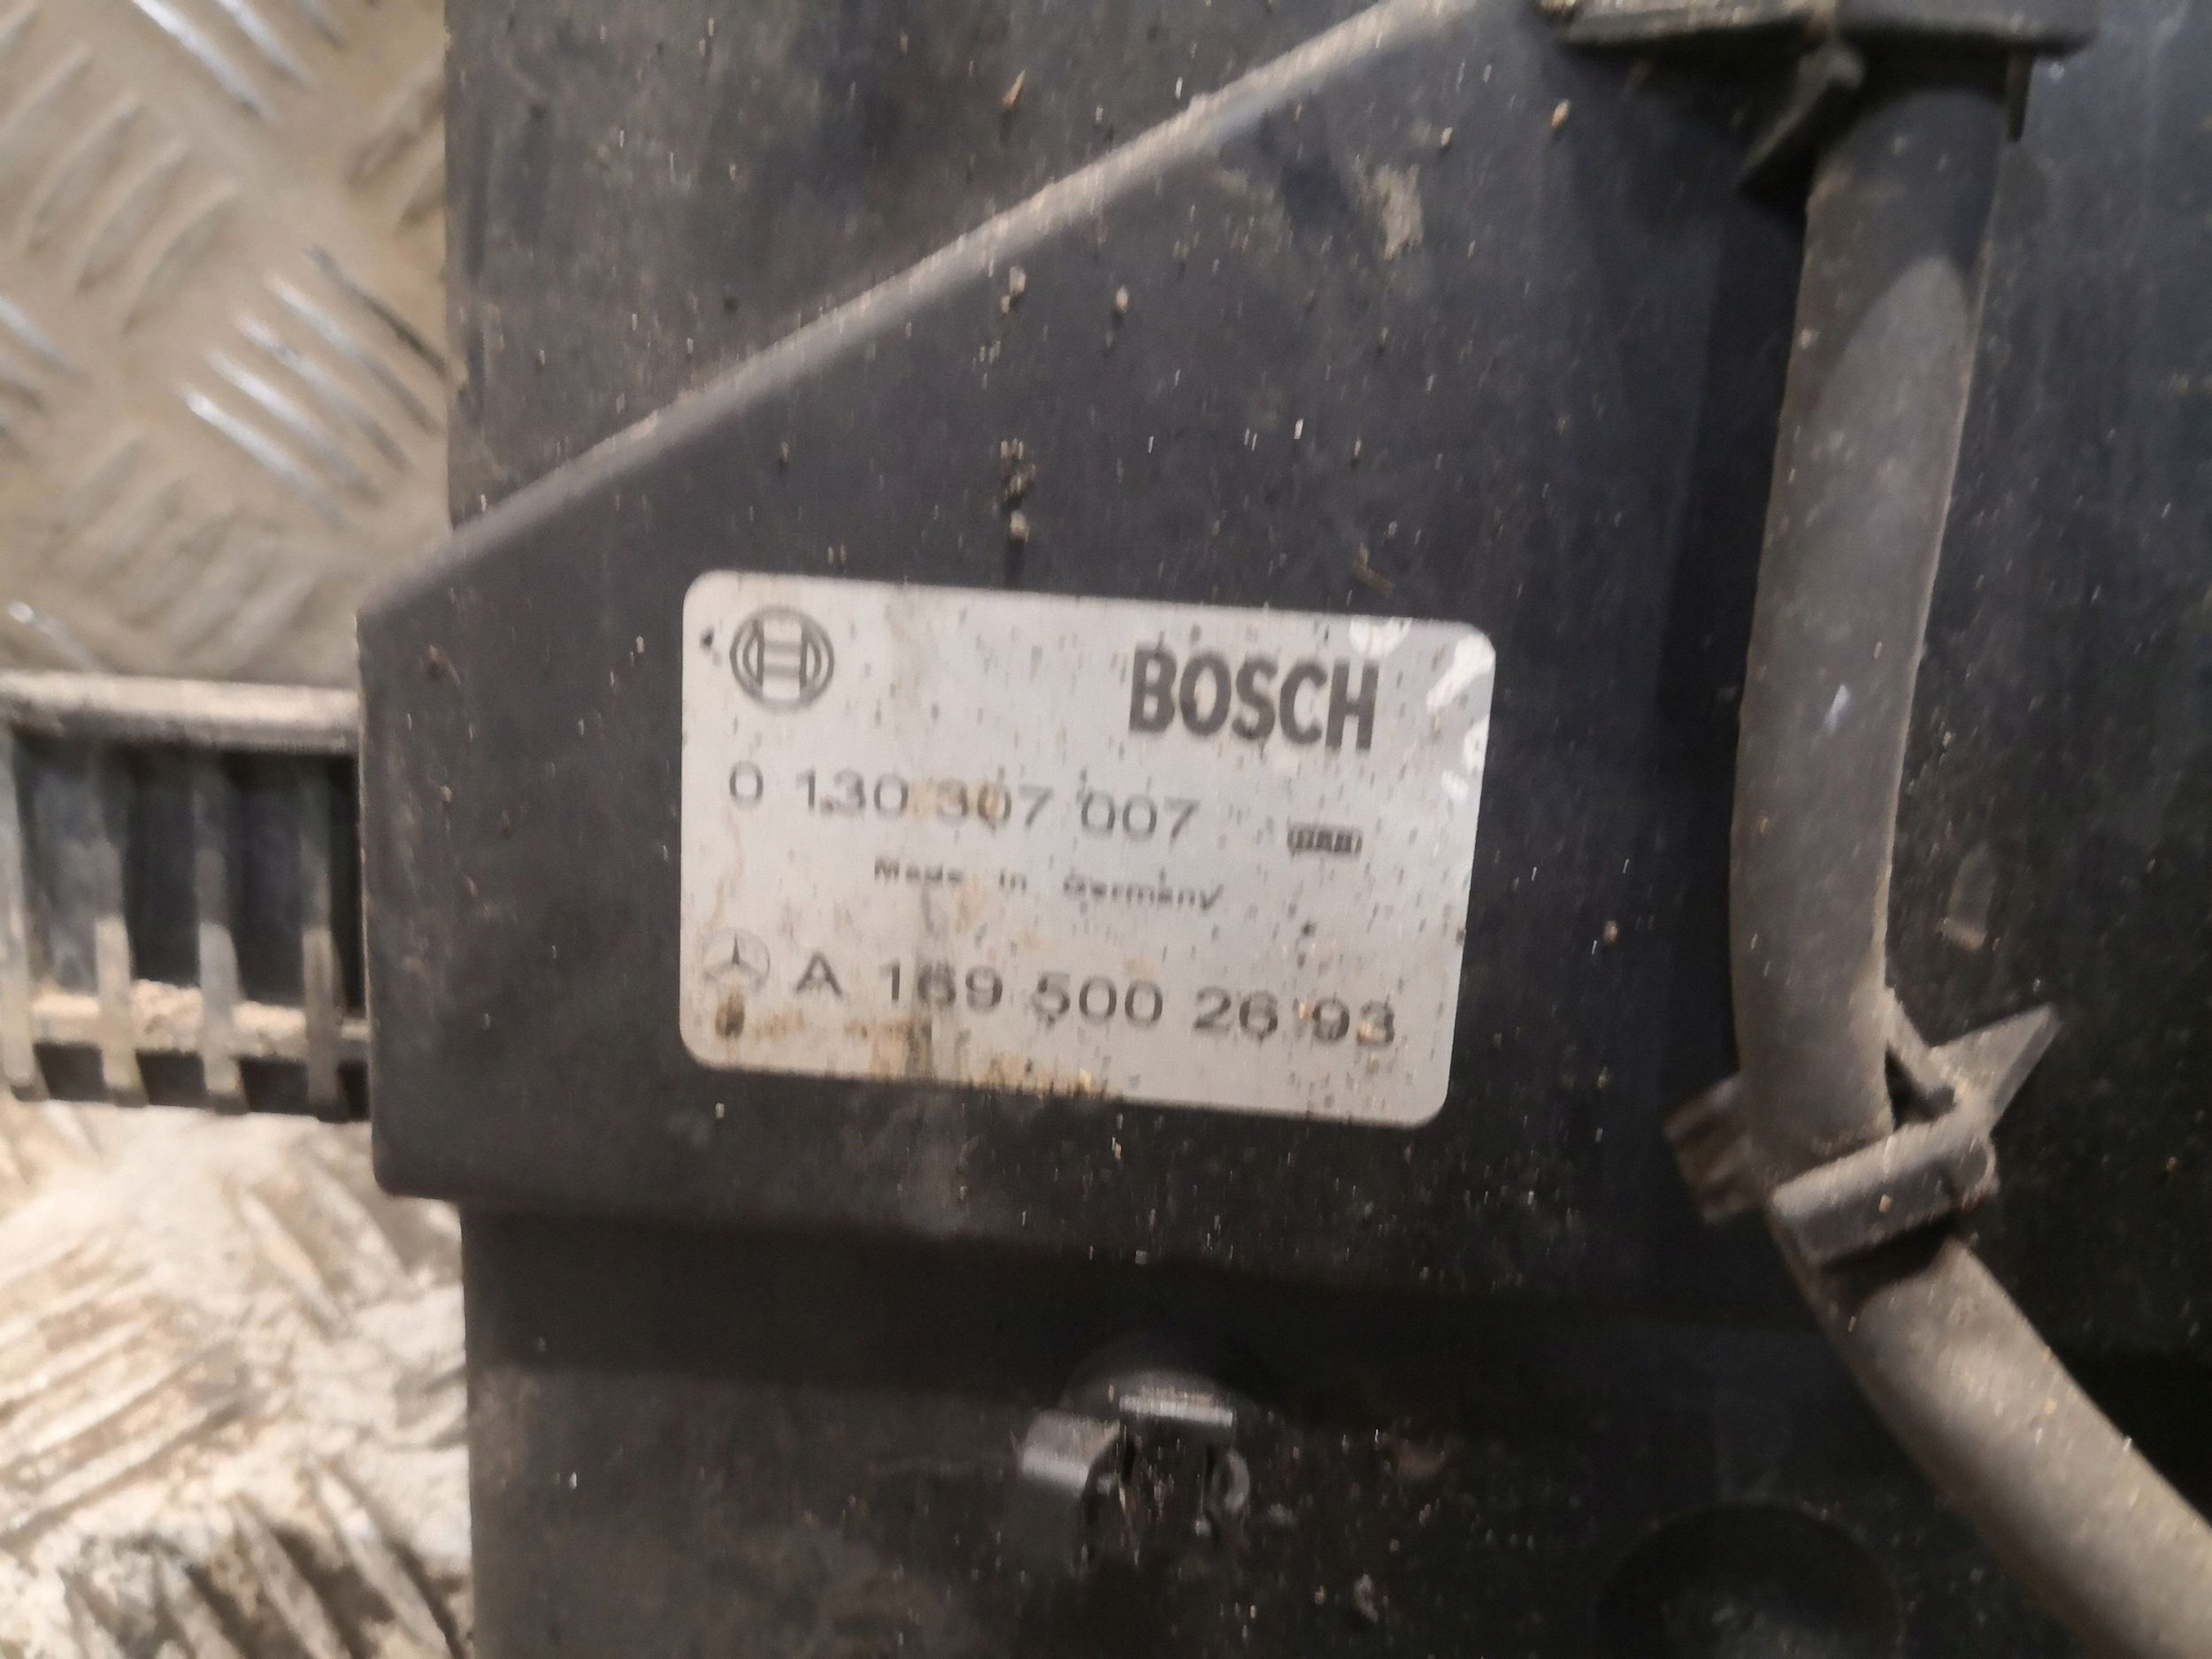 BOSCH
0 130 307 007
Made in Germany
A 169 500 26 93